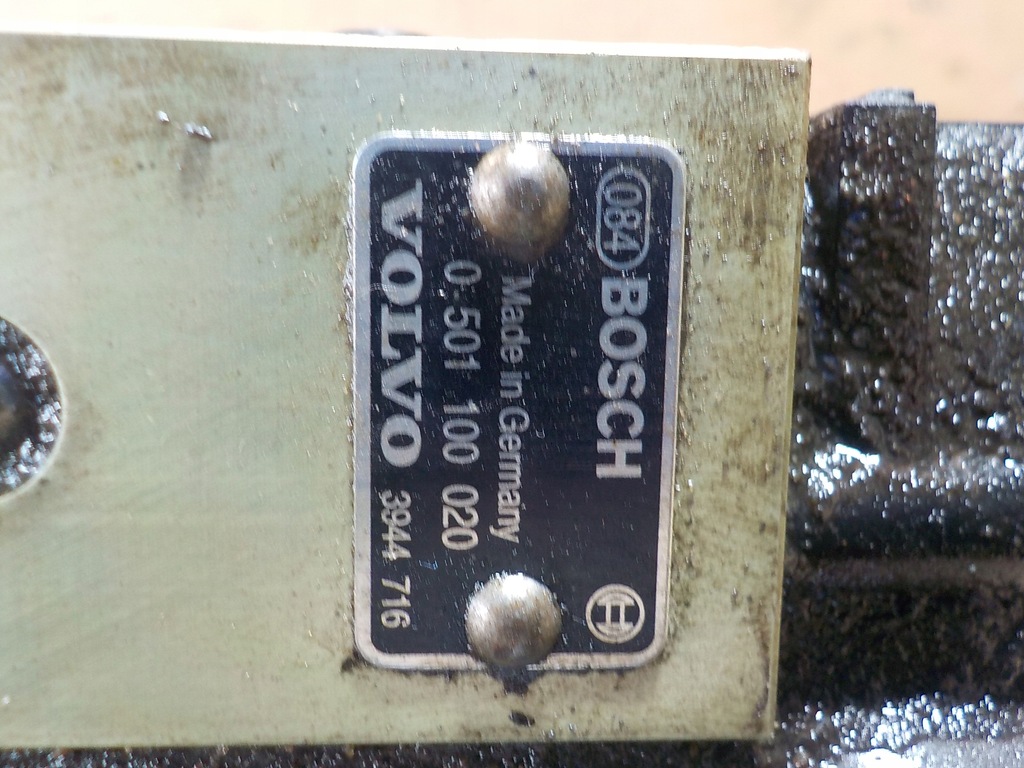 (084) BOSCH
Made in Germany
0-501 100 020
VOLVO 3944 716